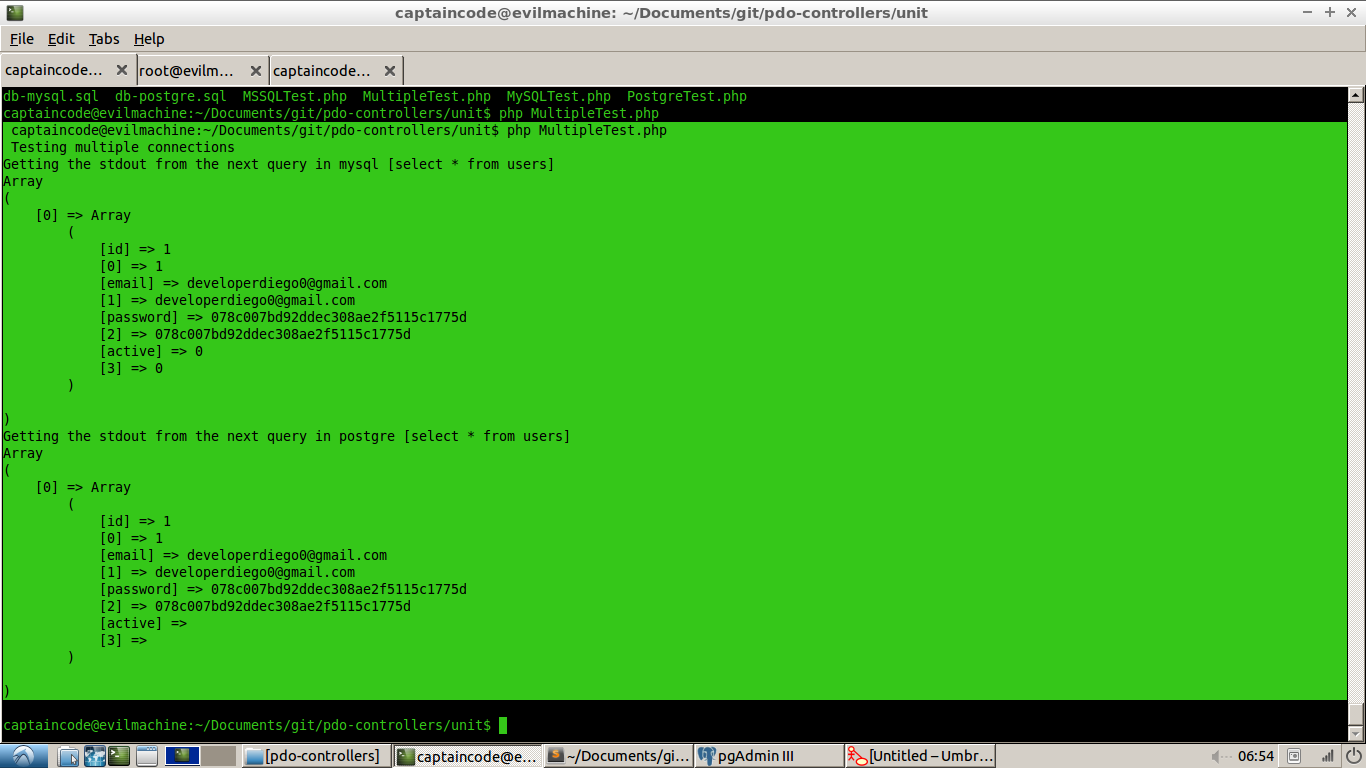 captaincode@evilmachine: ~/Documents/git/pdo-controllers/unit
File Edit Tabs Help
captaincode... root@evilm... captaincode...
db-mysql.sql  db-postgre.sql  MSSQLTest.php  MultipleTest.php  MySQLTest.php  PostgreTest.php
captaincode@evilmachine:~/Documents/git/pdo-controllers/unit$ php MultipleTest.php
 captaincode@evilmachine:~/Documents/git/pdo-controllers/unit$ php MultipleTest.php
 Testing multiple connections
Getting the stdout from the next query in mysql [select * from users]
Array
(
    [0] => Array
        (
            [id] => 1
            [0] => 1
            [email] => developerdiego0@gmail.com
            [1] => developerdiego0@gmail.com
            [password] => 078c007bd92ddec308ae2f5115c1775d
            [2] => 078c007bd92ddec308ae2f5115c1775d
            [active] => 0
            [3] => 0
        )

)
Getting the stdout from the next query in postgre [select * from users]
Array
(
    [0] => Array
        (
            [id] => 1
            [0] => 1
            [email] => developerdiego0@gmail.com
            [1] => developerdiego0@gmail.com
            [password] => 078c007bd92ddec308ae2f5115c1775d
            [2] => 078c007bd92ddec308ae2f5115c1775d
            [active] =>
            [3] =>
        )

)
captaincode@evilmachine:~/Documents/git/pdo-controllers/unit$
[pdo-controllers] captaincode@e... ~/Documents/gi... pgAdmin III [Untitled – Umbr... 06:54